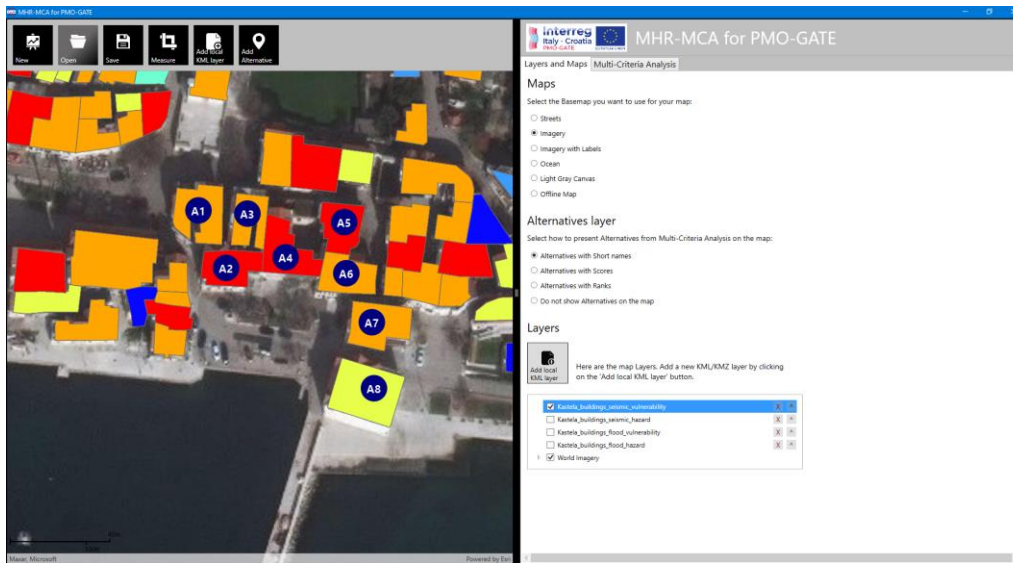 MHR-MCA for PMO-GATE
New
Open
Save
Measure
Add local
KML layer
Add
Alternative
A1
A3
A5
A4
A2
A6
A7
A8
Maxar, Microsoft
Powered by Esri
Interreg
Italy - Croatia
PMO-GATE
EUROPEAN UNION
MHR-MCA for PMO-GATE
Layers and Maps
Multi-Criteria Analysis
Maps
Select the Basemap you want to use for your map:
Streets
Imagery
Imagery with Labels
Ocean
Light Gray Canvas
Offline Map
Alternatives layer
Select how to present Alternatives from Multi-Criteria Analysis on the map:
Alternatives with Short names
Alternatives with Scores
Alternatives with Ranks
Do not show Alternatives on the map
Layers
Add local
KML layer
Here are the map Layers. Add a new KML/KMZ layer by clicking
on the 'Add local KML layer' button.
Kastela_buildings_seismic_vulnerability X ^
Kastela_buildings_seismic_hazard X ^
Kastela_buildings_flood_vulnerability X ^
Kastela_buildings_flood_hazard X ^
World Imagery